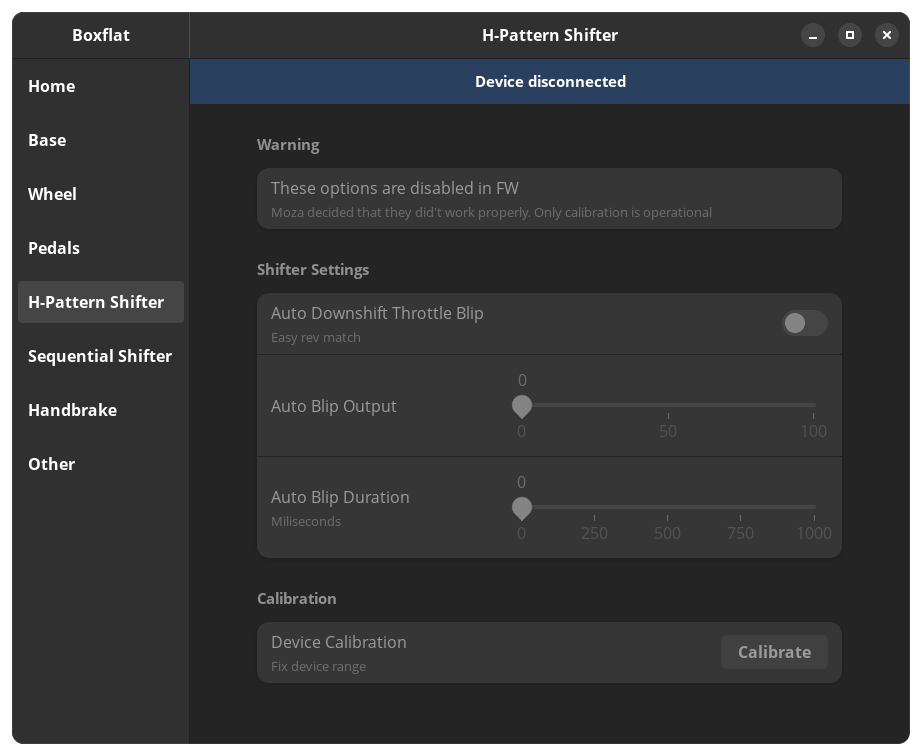 Boxflat
H-Pattern Shifter
Home
Base
Wheel
Pedals
H-Pattern Shifter
Sequential Shifter
Handbrake
Other
Device disconnected
Warning
These options are disabled in FW
Moza decided that they did't work properly. Only calibration is operational
Shifter Settings
Auto Downshift Throttle Blip
Easy rev match
Auto Blip Output
0
0 50 100
Auto Blip Duration
Miliseconds
0
0 250 500 750 1000
Calibration
Device Calibration
Fix device range
Calibrate